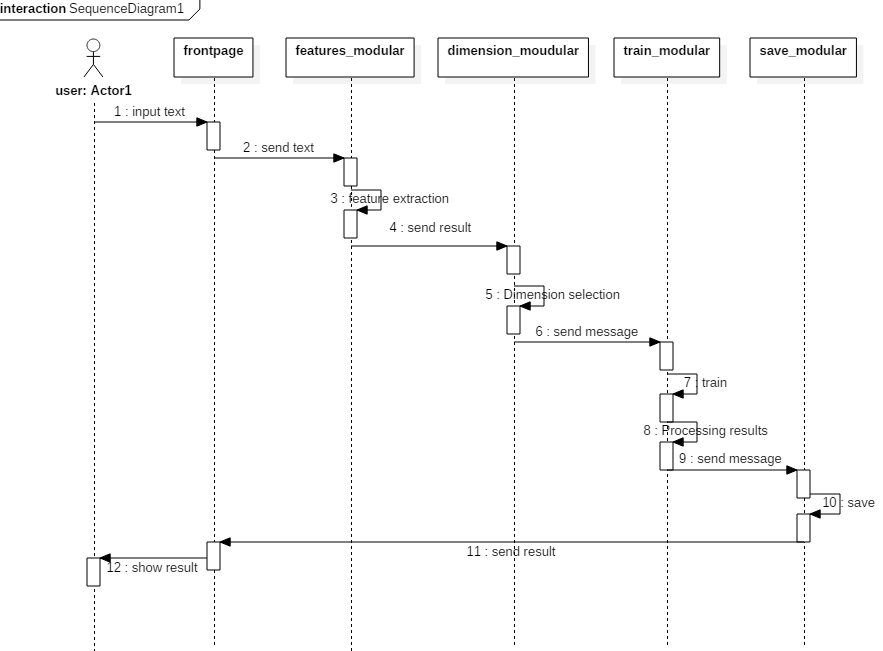 interaction SequenceDiagram1
frontpage
features_modular
dimension_moudular
train_modular
save_modular
user: Actor1
1 : input text
2 : send text
3 : feature extraction
4 : send result
5 : Dimension selection
6 : send message
7 : train
8 : Processing results
9 : send message
10 : save
11 : send result
12 : show result